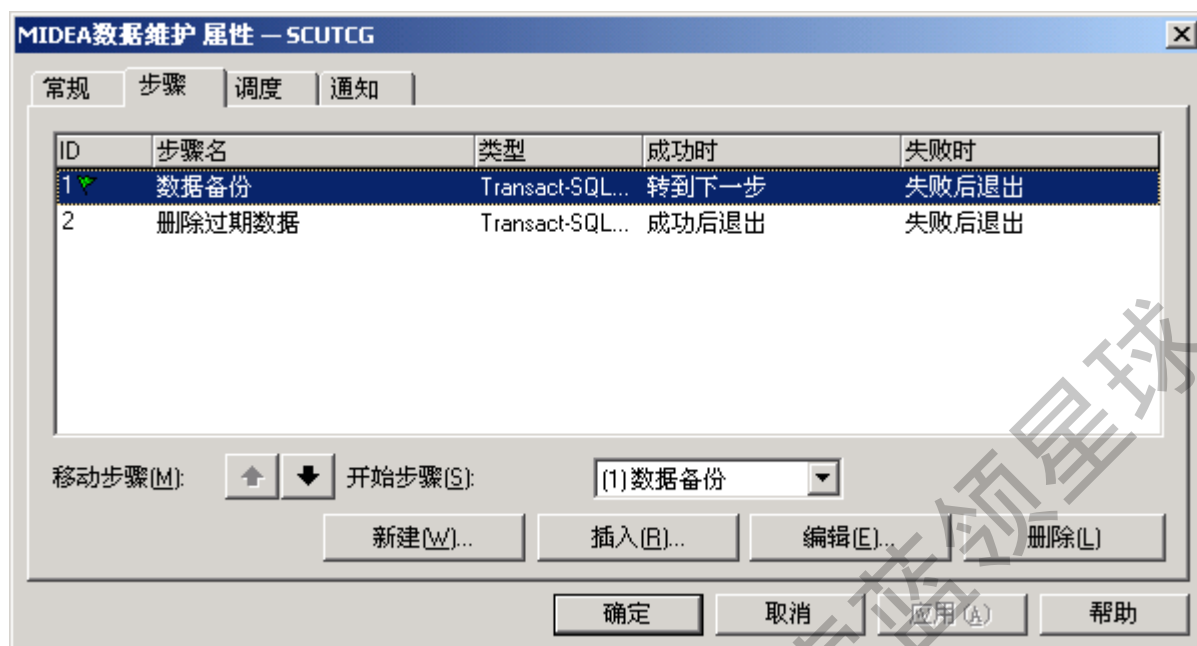 MIDEA数据维护 属性 — SCUTCG
常规 步骤 调度 通知
ID 步骤名 类型 成功时 失败时
1 数据备份 Transact-SQL... 转到下一步 失败后退出
2 删除过期数据 Transact-SQL... 成功后退出 失败后退出
移动步骤(M): 开始步骤(S): (1)数据备份
新建(W)... 插入(R)... 编辑(E)... 删除(L)
确定 取消 应用(A) 帮助
蓝领星球